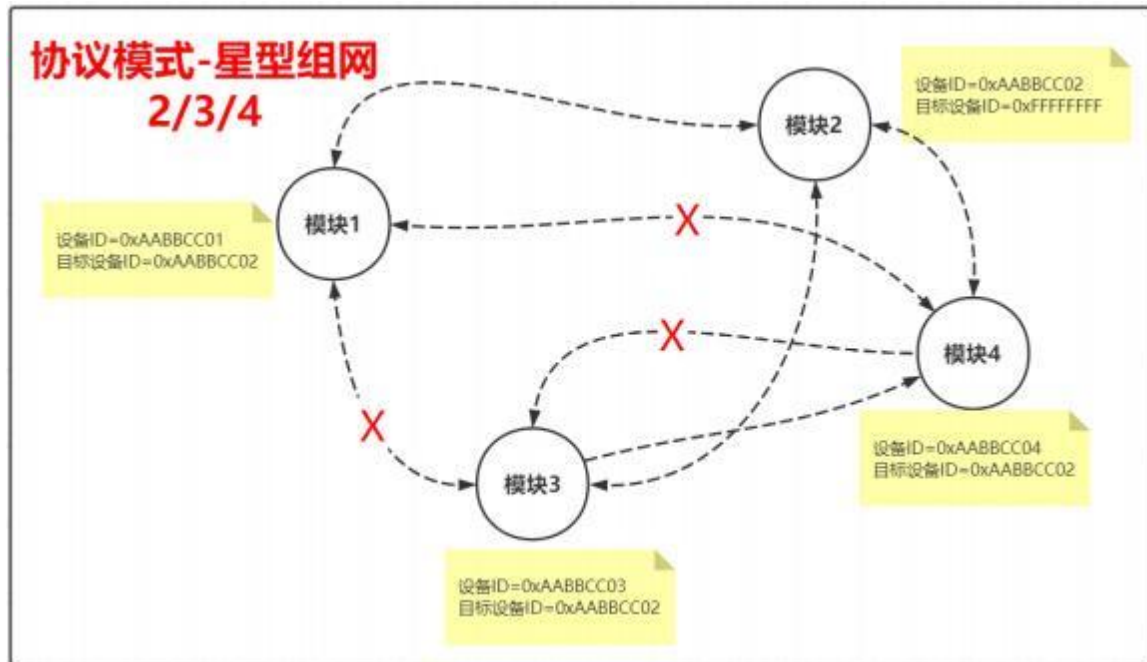 协议模式-星型组网
2/3/4
设备ID=0xAABBCC02
目标设备ID=0xFFFFFFFF
模块2
模块1
设备ID=0xAABBCC01
目标设备ID=0xAABBCC02
X
X
模块4
X
设备ID=0xAABBCC04
目标设备ID=0xAABBCC02
模块3
设备ID=0xAABBCC03
目标设备ID=0xAABBCC02